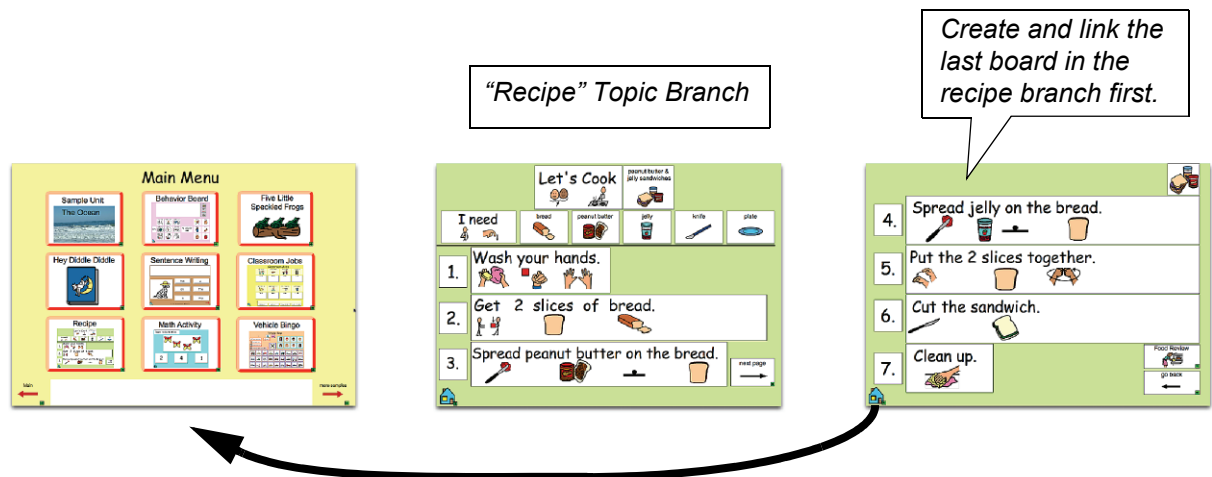 Create and link the
last board in the
recipe branch first.
“Recipe” Topic Branch
Main Menu
Sample Unit
The Ocean
Behavior Board
Five Little
Speckled Frogs
Hey Diddle Diddle
Sentence Writing
Classroom Jobs
Recipe
Math Activity
Vehicle Bingo
2 4 3
Main
more samples
Let's Cook
peanut butter &
jelly sandwiches
I need
bread
peanut butter
jelly
knife
plate
1. Wash your hands.
2. Get 2 slices of bread.
3. Spread peanut butter on the bread.
next page
4. Spread jelly on the bread.
5. Put the 2 slices together.
6. Cut the sandwich.
7. Clean up.
Food Review
go back